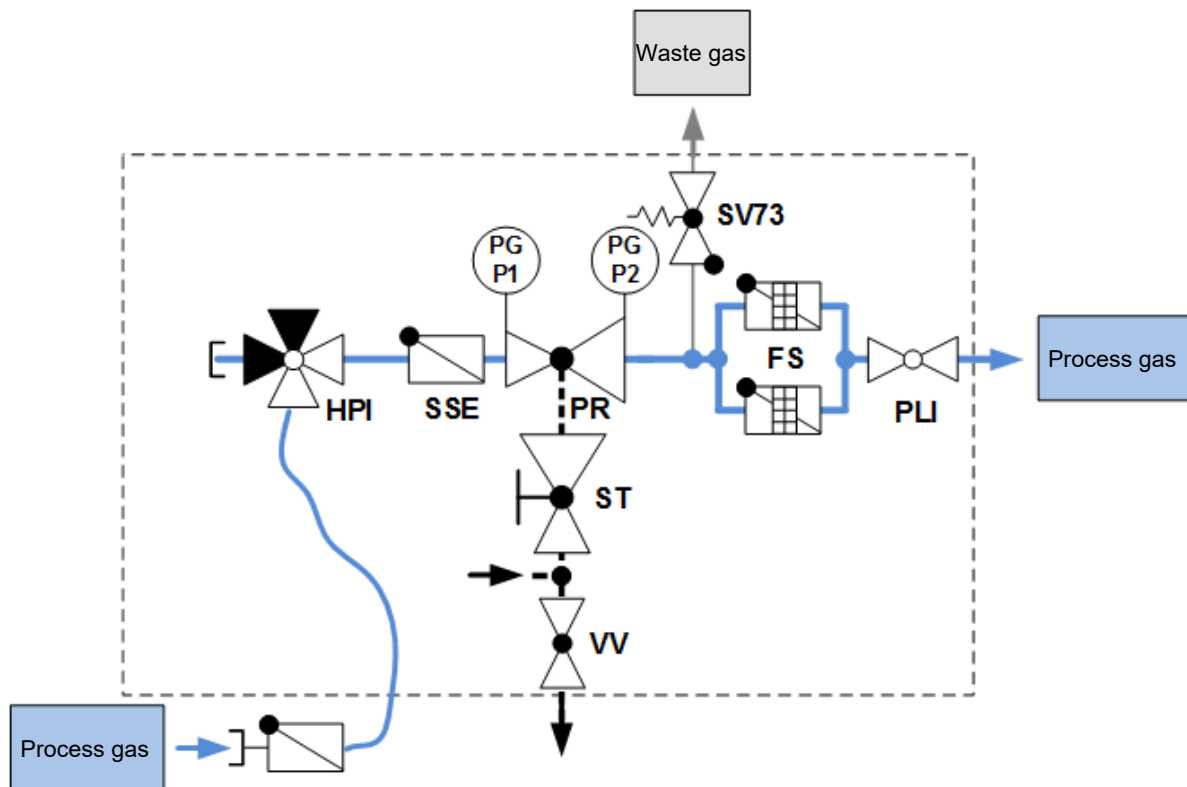 Waste gas
SV73
PG
P1
PG
P2
HPI
SSE
PR
FS
PLI
Process gas
ST
VV
Process gas